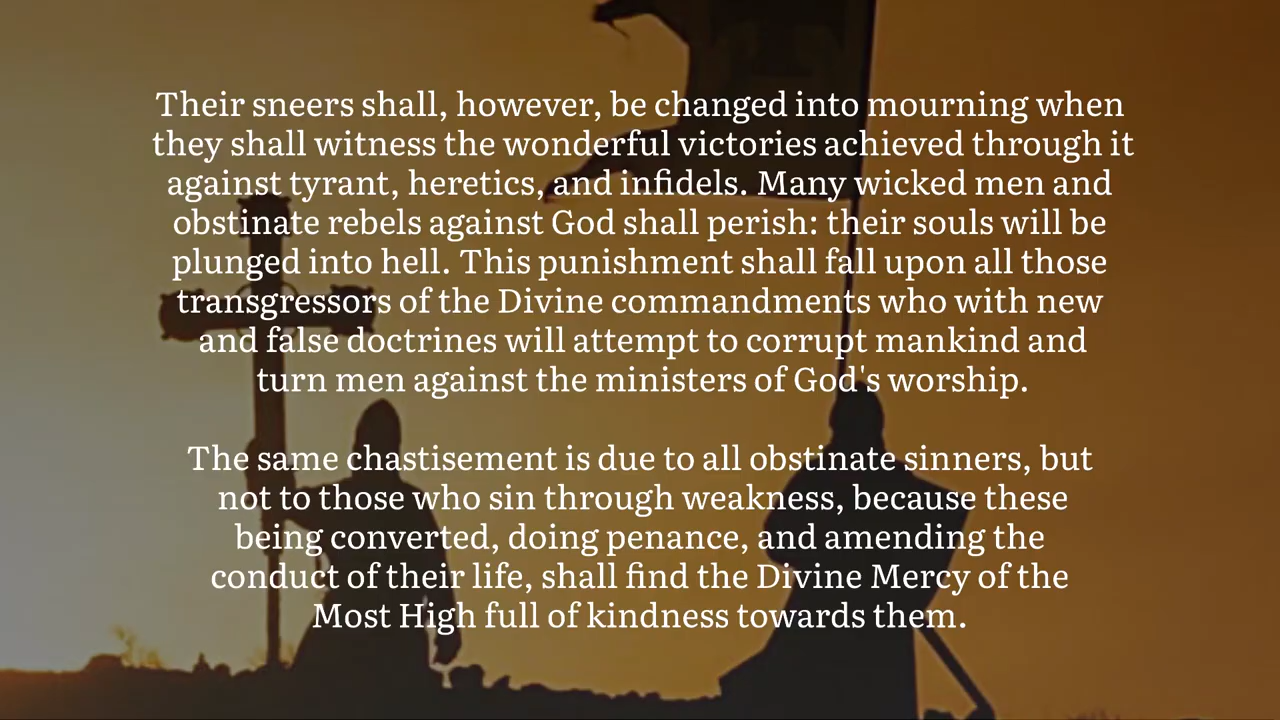 Their sneers shall, however, be changed into mourning when
they shall witness the wonderful victories achieved through it
against tyrant, heretics, and infidels. Many wicked men and
obstinate rebels against God shall perish: their souls will be
plunged into hell. This punishment shall fall upon all those
transgressors of the Divine commandments who with new
and false doctrines will attempt to corrupt mankind and
turn men against the ministers of God's worship.
The same chastisement is due to all obstinate sinners, but
not to those who sin through weakness, because these
being converted, doing penance, and amending the
conduct of their life, shall find the Divine Mercy of the
Most High full of kindness towards them.